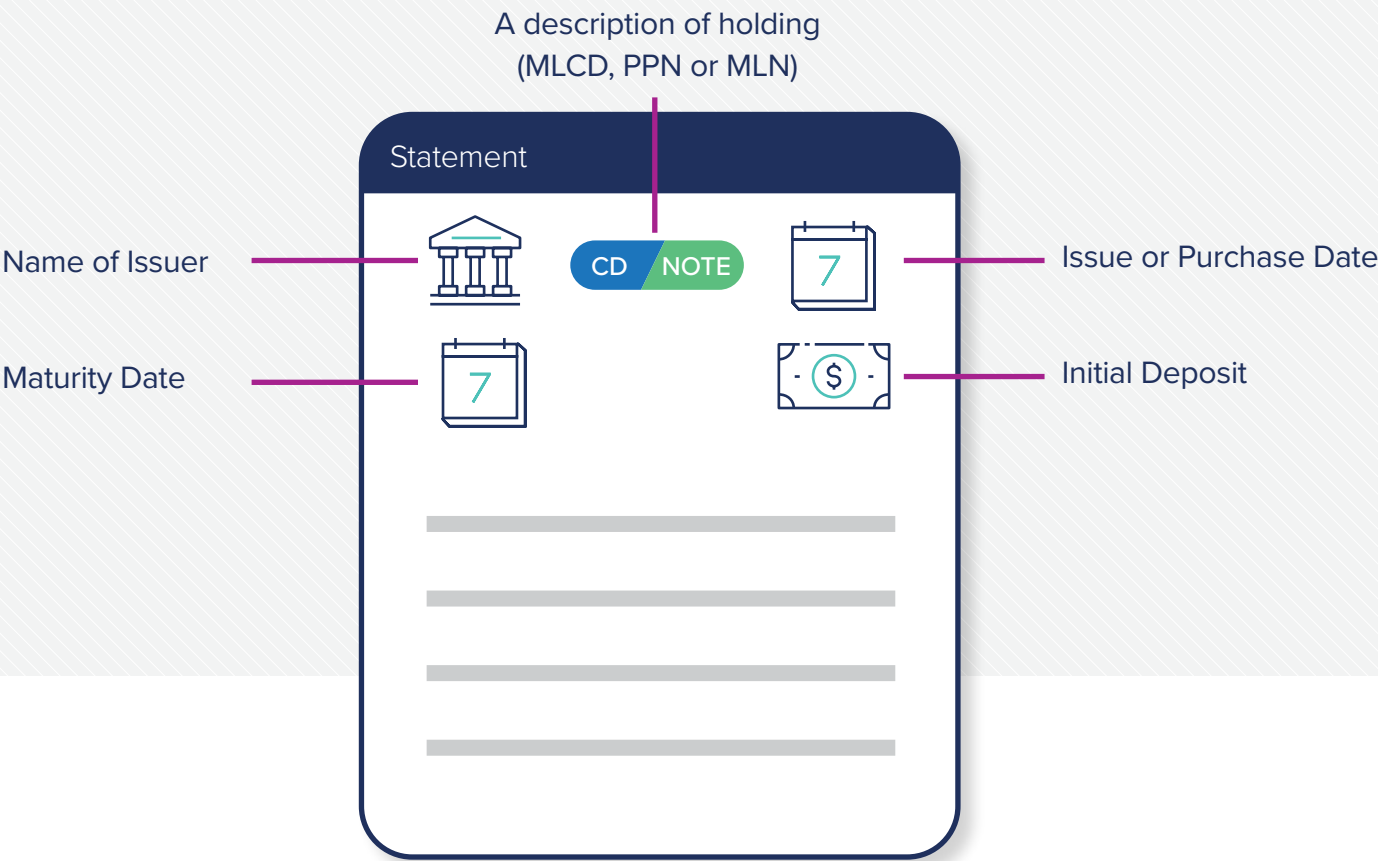 A description of holding
(MLCD, PPN or MLN)
Statement
Name of Issuer
CD NOTE
7
Issue or Purchase Date
Maturity Date
7
$
Initial Deposit